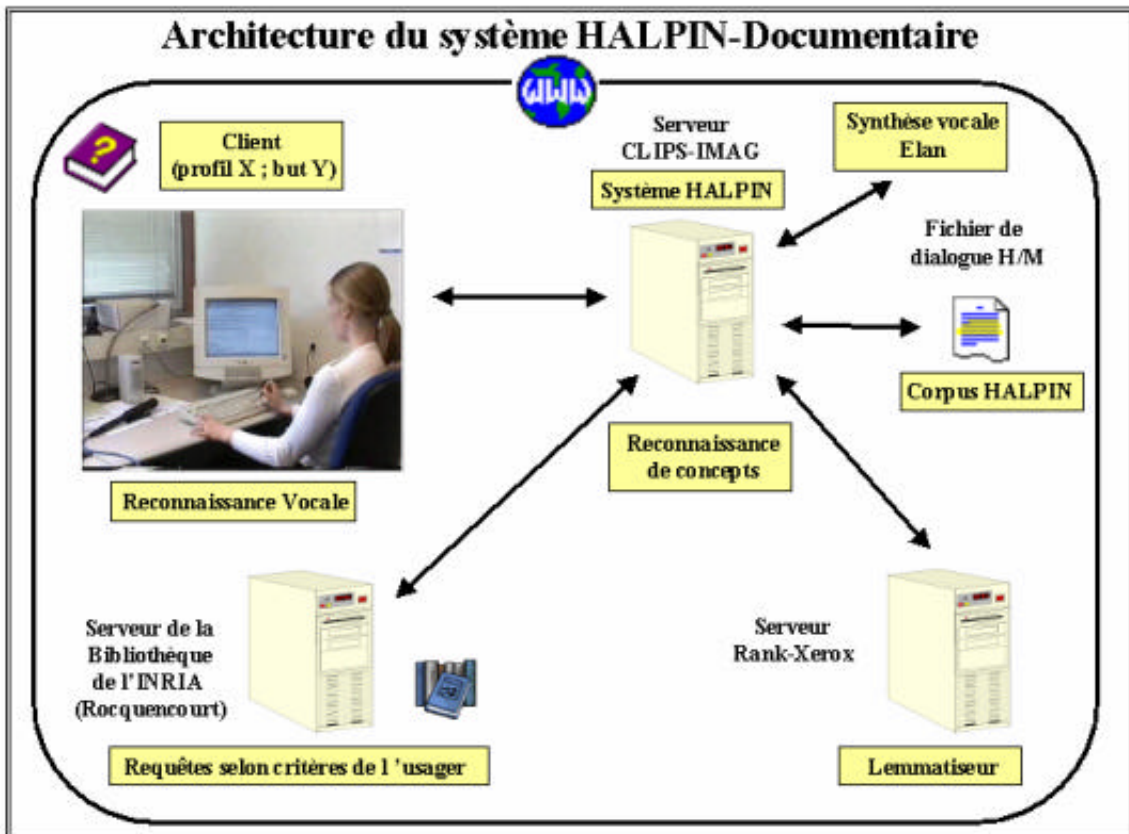 Architecture du système HALPIN-Documentaire
WWW
?
Client
(profil X ; but Y)
Serveur
CLIPS-IMAG
Système HALPIN
Synthèse vocale
Elan
Fichier de
dialogue H/M
Corpus HALPIN
Reconnaissance
de concepts
Reconnaissance Vocale
Serveur de la
Bibliothèque
de l'INRIA
(Rocquencourt)
Requêtes selon critères de l 'usager
Serveur
Rank-Xerox
Lemmatiseur